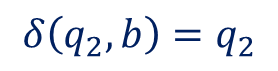 δ(q₂, b) = q₂